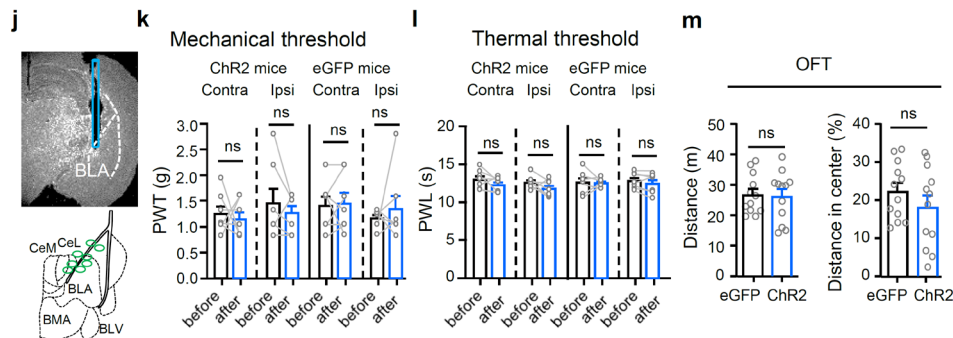 j
BLA
CeM
CeL
BLA
BMA
BLV
k
Mechanical threshold
ChR2 mice
eGFP mice
Contra
Ipsi
Contra
Ipsi
ns
ns
ns
ns
PWT (g)
3.0
2.5
2.0
1.5
1.0
0.5
0.0
before
after
before
after
before
after
before
after
l
Thermal threshold
ChR2 mice
eGFP mice
Contra
Ipsi
Contra
Ipsi
ns
ns
ns
ns
PWL (s)
20
15
10
5
0
before
after
before
after
before
after
before
after
m
OFT
ns
Distance (m)
50
40
30
20
10
0
eGFP
ChR2
ns
Distance in center (%)
40
30
20
10
0
eGFP
ChR2